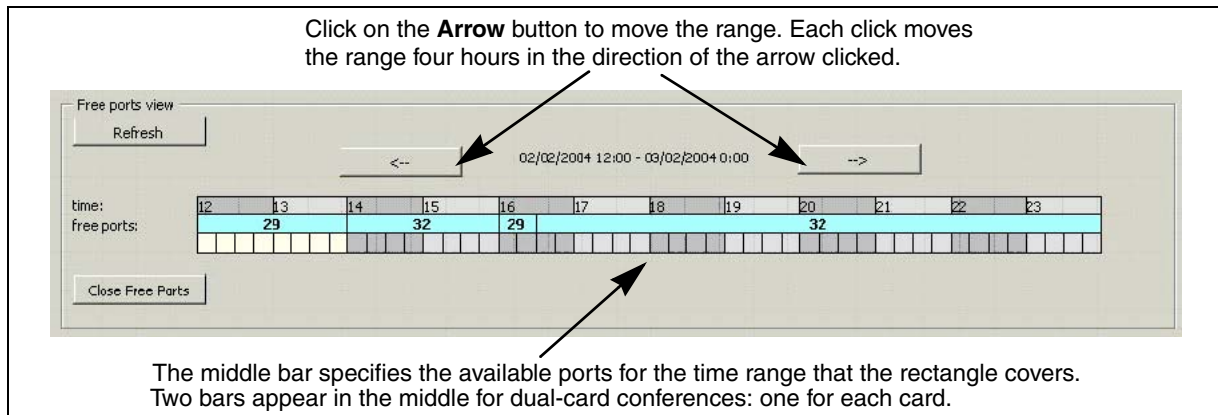 Click on the Arrow button to move the range. Each click moves
the range four hours in the direction of the arrow clicked.
Free ports view
Refresh
<-- 02/02/2004 12:00 - 03/02/2004 0:00 -->
time: 12 13 14 15 16 17 18 19 20 21 22 23
free ports: 29 32 29 32
Close Free Parts
The middle bar specifies the available ports for the time range that the rectangle covers.
Two bars appear in the middle for dual-card conferences: one for each card.